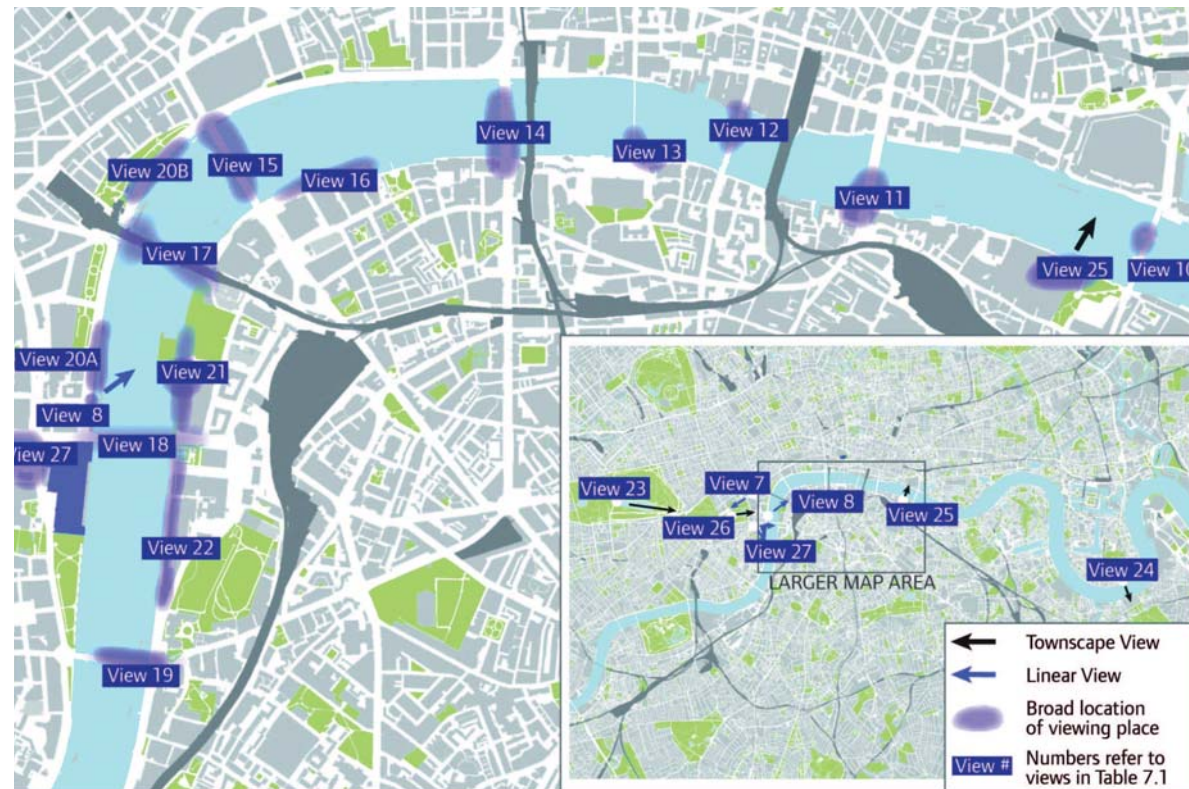 View 14
View 12
View 13
View 20B
View 15
View 16
View 11
View 17
View 25
View 10
View 20A
View 21
View 8
View 18
View 27
View 22
View 19
View 23
View 7
View 8
View 26
View 25
View 27
View 24
LARGER MAP AREA
Townscape View
Linear View
Broad location
of viewing place
View #
Numbers refer to
views in Table 7.1